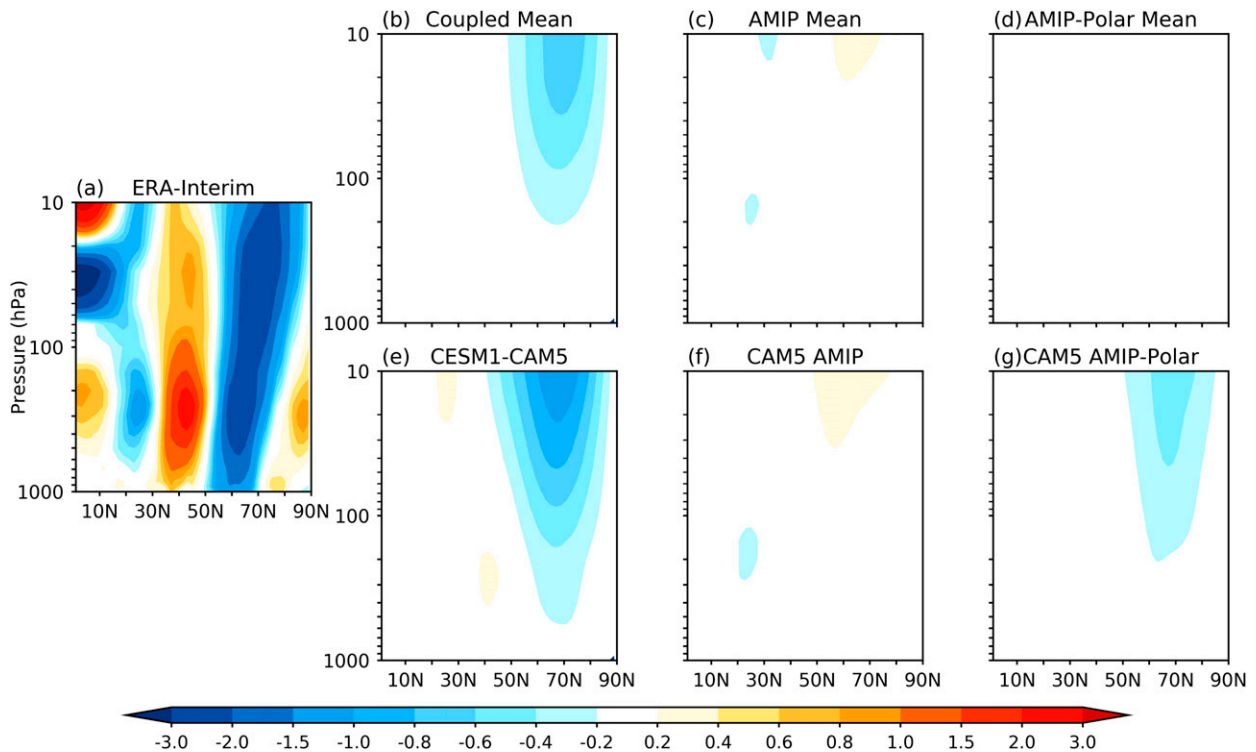 (b) Coupled Mean
(c) AMIP Mean
(d) AMIP-Polar Mean
10
100
1000
(a) ERA-Interim
10
100
1000
Pressure (hPa)
10N 30N 50N 70N 90N
(e) CESM1-CAM5
(f) CAM5 AMIP
(g) CAM5 AMIP-Polar
10
100
1000
10N 30N 50N 70N 90N
10N 30N 50N 70N 90N
10N 30N 50N 70N 90N
-3.0 -2.0 -1.5 -1.0 -0.8 -0.6 -0.4 -0.2 0.2 0.4 0.6 0.8 1.0 1.5 2.0 3.0